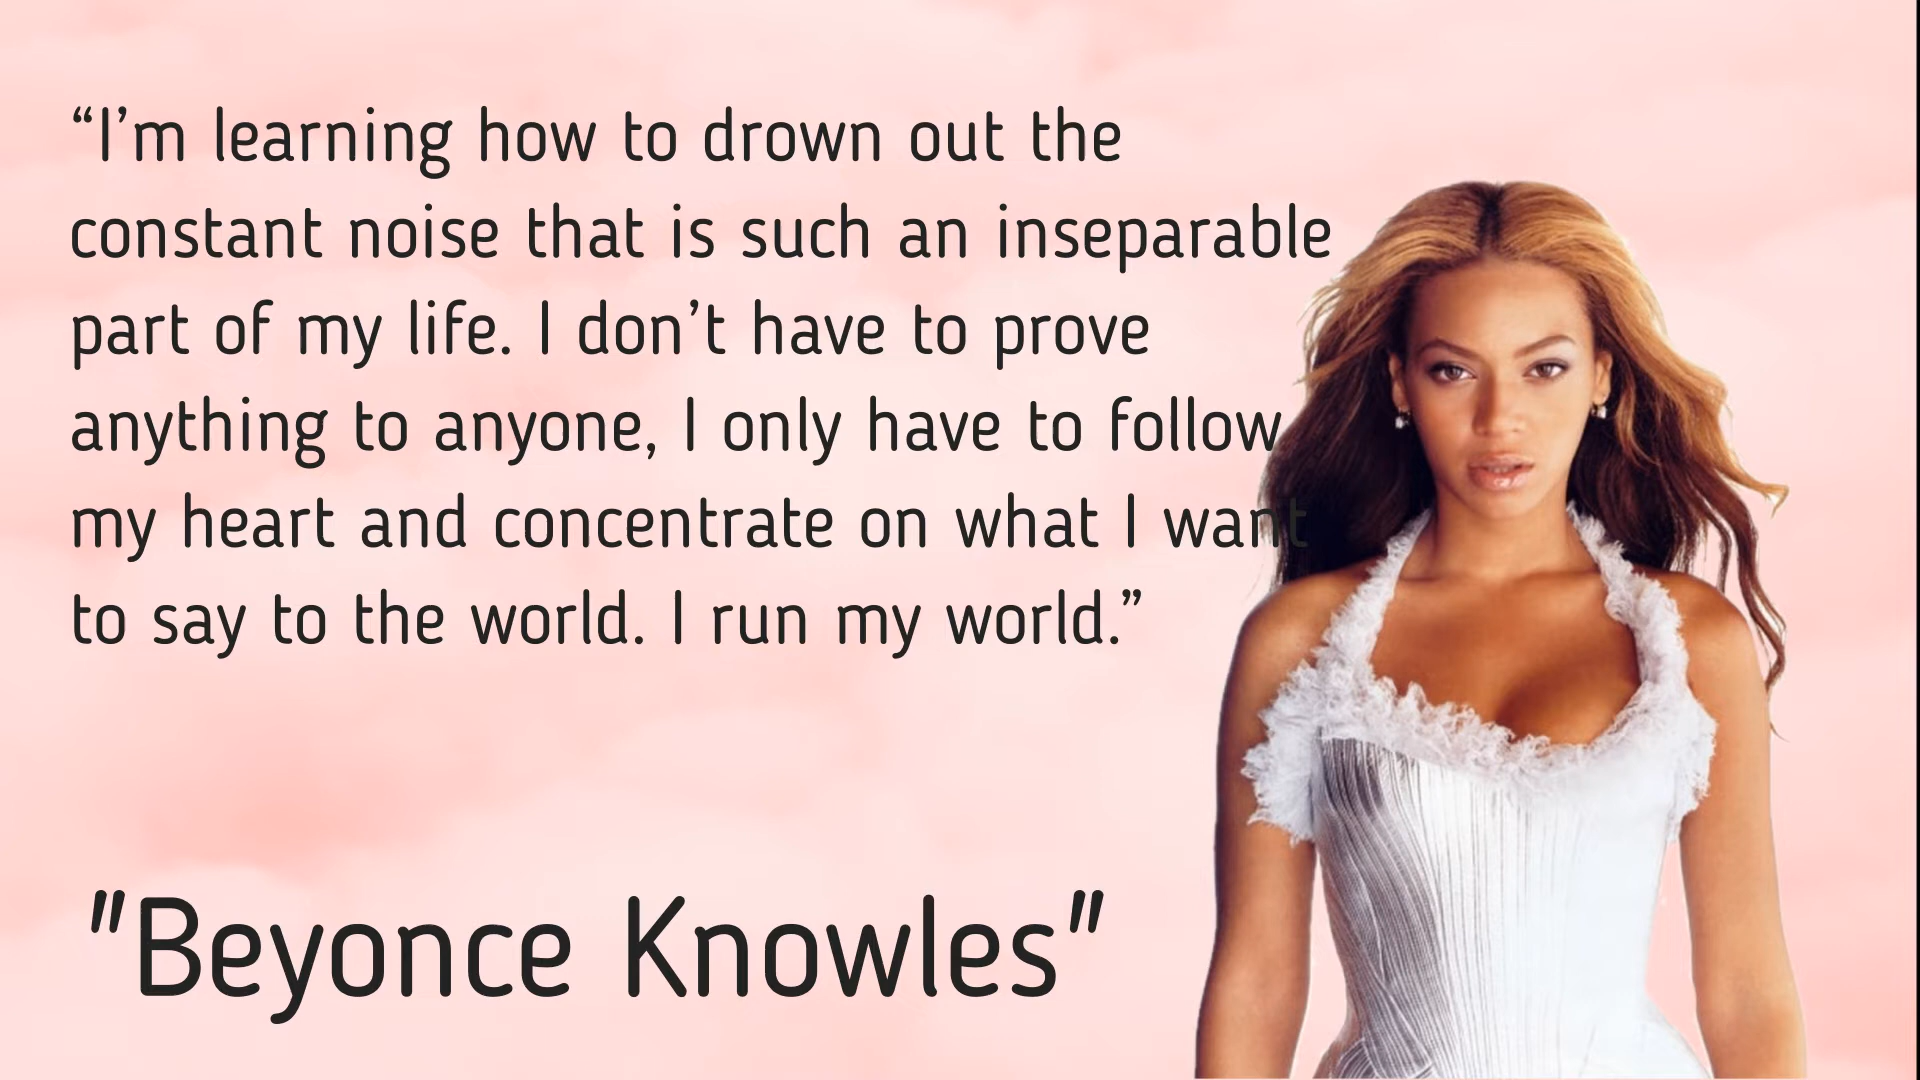 “I’m learning how to drown out the
constant noise that is such an inseparable
part of my life. I don’t have to prove
anything to anyone, I only have to follow
my heart and concentrate on what I want
to say to the world. I run my world.”
"Beyonce Knowles"